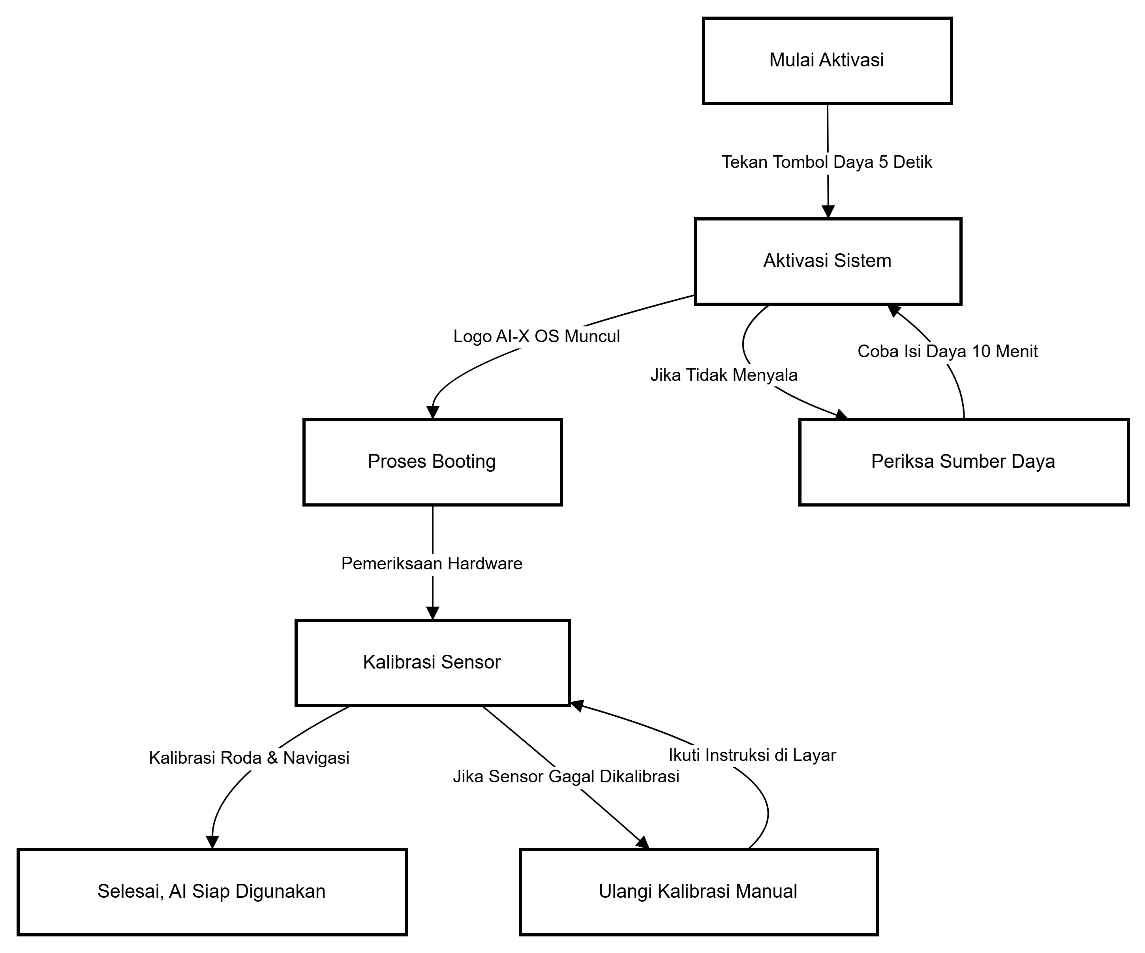 Mulai Aktivasi
Tekan Tombol Daya 5 Detik
Aktivasi Sistem
Logo AI-X OS Muncul
Jika Tidak Menyala
Coba Isi Daya 10 Menit
Proses Booting
Periksa Sumber Daya
Pemeriksaan Hardware
Kalibrasi Sensor
Kalibrasi Roda & Navigasi
Jika Sensor Gagal Dikalibrasi
Ikuti Instruksi di Layar
Selesai, AI Siap Digunakan
Ulangi Kalibrasi Manual